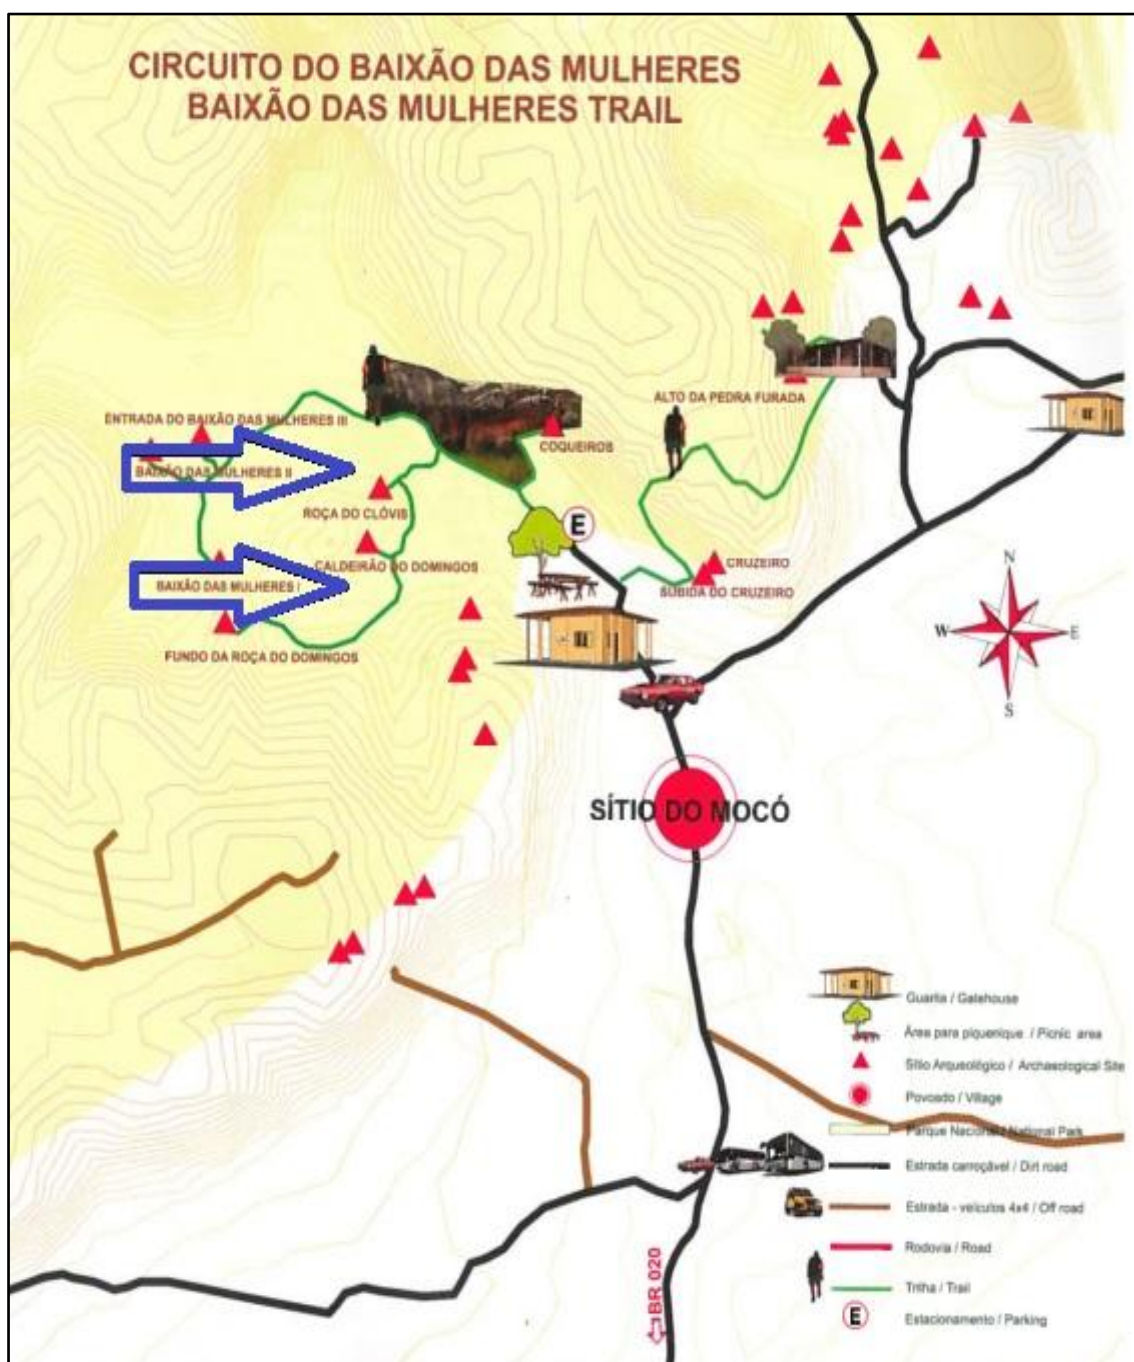 CIRCUITO DO BAIXÃO DAS MULHERES
BAIXÃO DAS MULHERES TRAIL
ENTRADA DO BAIXÃO DAS MULHERES III
BAIXÃO DAS MULHERES II
COQUEIROS
ALTO DA PEDRA FURADA
ROÇA DO CLÓVIS
E
CALDEIRÃO DO DOMINGOS
CRUZEIRO
BAIXÃO DAS MULHERES I
SUBIDA DO CRUZEIRO
FUNDO DA ROÇA DO DOMINGOS
N
W
E
S
SÍTIO DO MOCÓ
Guarita / Gatehouse
Área para piquenique / Picnic area
Sítio Arqueológico / Archaeological Site
Povoado / Village
Parque Nacional / National Park
Estrada carroçável / Dirt road
Estrada - veículos 4x4 / Off road
Rodovia / Road
Trilha / Trail
E
Estacionamento / Parking
BR 020